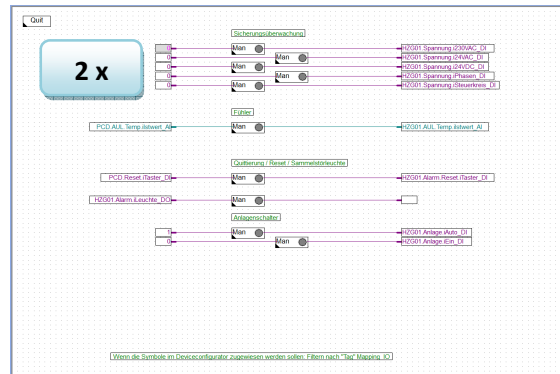 Quit
2 x
Sicherungsüberwachung
0 Man HZG01.Spannung.i230VAC_DI
0 Man HZG01.Spannung.i24VAC_DI
0 Man HZG01.Spannung.i24VDC_DI
0 Man HZG01.Spannung.iPhasen_DI
0 Man HZG01.Spannung.iSteuerkreis_DI
Fühler
PCD.AUL.Temp.iIstwert_AI Man HZG01.AUL.Temp.iIstwert_AI
Quittierung / Reset / Sammelstörleuchte
PCD.Reset.iTaster_DI Man HZG01.Alarm.Reset.iTaster_DI
HZG01.Alarm.iLeuchte_DO Man
Anlagenschalter
1 Man HZG01.Anlage.iAuto_DI
0 Man HZG01.Anlage.iEin_DI
Wenn die Symbole im Deviceconfigurator zugewiesen werden sollen: Filtern nach "Tag" Mapping_IO